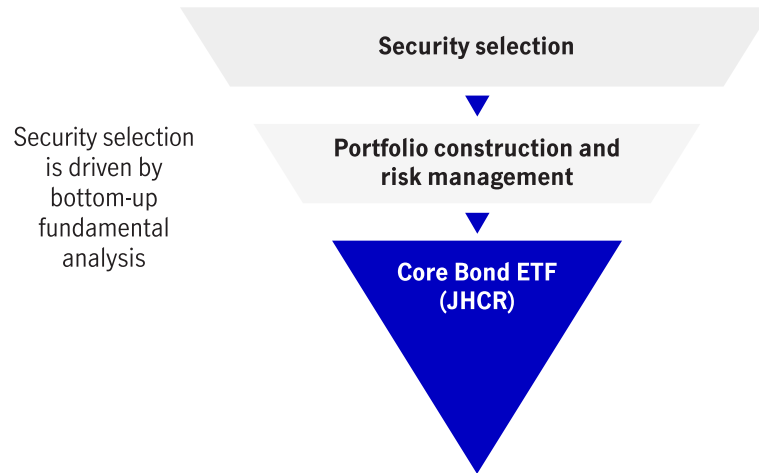 Security selection
Security selection
is driven by
bottom-up
fundamental
analysis
Portfolio construction and
risk management
Core Bond ETF
(JHCR)